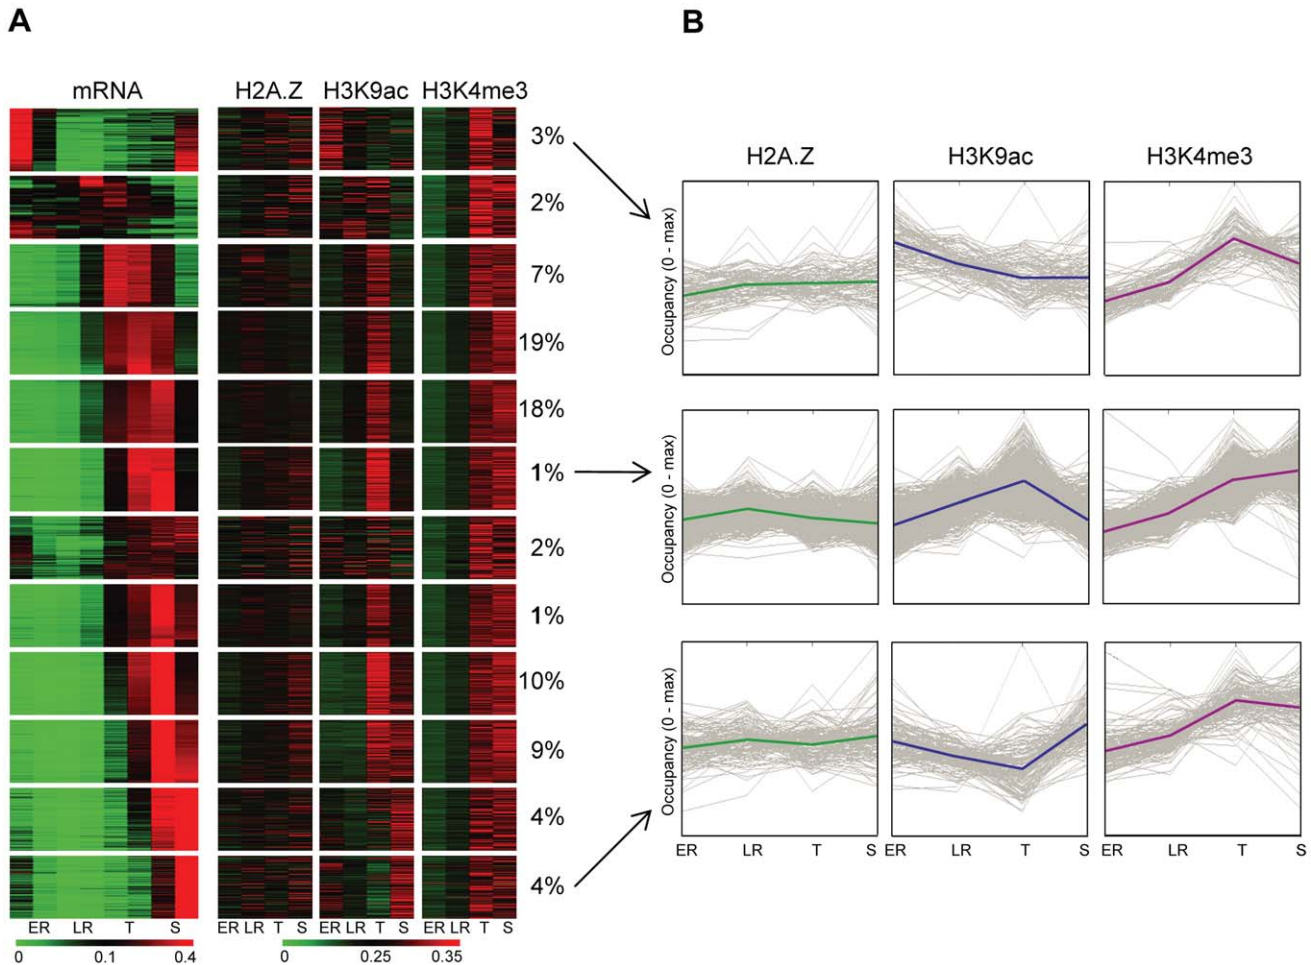 A
B
mRNA
H2A.Z
H3K9ac
H3K4me3
3%
2%
7%
19%
18%
1%
2%
1%
10%
9%
4%
4%
ER LR T S
ER LR T S
ER LR T S
ER LR T S
0 0.1 0.4
0 0.25 0.35
H2A.Z
H3K9ac
H3K4me3
Occupancy (0 - max)
Occupancy (0 - max)
Occupancy (0 - max)
ER LR T S
ER LR T S
ER LR T S